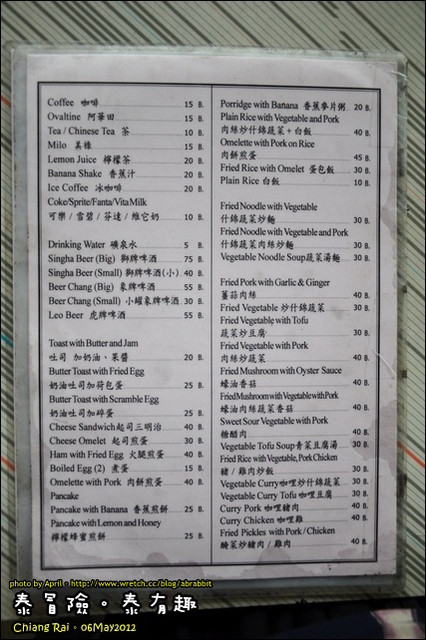 Coffee 咖啡 15 B.
Ovaltine 阿華田 15 B.
Tea / Chinese Tea 茶 10 B.
Milo 美祿 15 B.
Lemon Juice 檸檬茶 20 B.
Banana Shake 香蕉汁 20 B.
Ice Coffee 冰咖啡 20 B.
Coke/Sprite/Fanta/Vita Milk
可樂 / 雪碧 / 芬達 / 維它奶 10 B.
Drinking Water 礦泉水 5 B.
Singha Beer (Big) 獅牌啤酒 75 B.
Singha Beer (Small) 獅牌啤酒(小) 40 B.
Beer Chang (Big) 象牌啤酒 55 B.
Beer Chang (Small) 小罐象牌啤酒 30 B.
Leo Beer 虎牌啤酒 55 B.
Toast with Butter and Jam
吐司 加奶油、果醬 20 B.
Butter Toast with Fried Egg
奶油吐司加荷包蛋 25 B.
Butter Toast with Scramble Egg
奶油吐司加碎蛋 25 B.
Cheese Sandwich 起司三明治 40 B.
Cheese Omelet 起司煎蛋 30 B.
Ham with Fried Egg 火腿煎蛋 40 B.
Boiled Egg (2) 煮蛋 15 B.
Omelette with Pork 肉餅煎蛋 40 B.
Pancake
Pancake with Banana 香蕉煎餅 25 B.
Pancake with Lemon and Honey
檸檬蜂蜜煎餅 25 B.
Porridge with Banana 香蕉麥片粥 20 B.
Plain Rice with Vegetable and Pork
肉絲炒什錦蔬菜+白飯 40 B.
Omelette with Pork on Rice
肉餅煎蛋 45 B.
Fried Rice with Omelet 蛋包飯 30 B.
Plain Rice 白飯 10 B.
Fried Noodle with Vegetable
什錦蔬菜炒麵 30 B.
Fried Noodle with Vegetable and Pork
什錦蔬菜肉絲炒麵 30 B.
Vegetable Noodle Soup蔬菜湯麵 30 B.
Fried Pork with Garlic & Ginger
薑蒜肉絲 40 B.
Fried Vegetable 炒什錦蔬菜 30 B.
Fried Vegetable with Tofu
蔬菜炒豆腐 30 B.
Fried Vegetable with Pork
肉絲炒蔬菜 40 B.
Fried Mushroom with Oyster Sauce
蠔油香菇 40 B.
Fried Mushroom with Vegetable with Pork
蠔油肉絲蔬菜香菇 40 B.
Sweet Sour Vegetable with Pork
糖醋肉 40 B.
Vegetable Tofu Soup青菜豆腐湯 30 B.
Fried Rice with Vegetable, Pork Chicken
豬 / 雞肉炒飯 30 B.
Vegetable Curry咖哩炒什錦蔬菜 30 B.
Vegetable Curry Tofu 咖哩豆腐 30 B.
Curry Pork 咖哩豬肉 40 B.
Curry Chicken 咖哩雞 40 B.
Fried Pickles with Pork / Chicken
醃菜炒豬肉 / 雞肉 40 B.
photo by April - http://www.wretch.cc/blog/abrabbit
泰冒險。泰有趣
Chiang Rai。06May2012